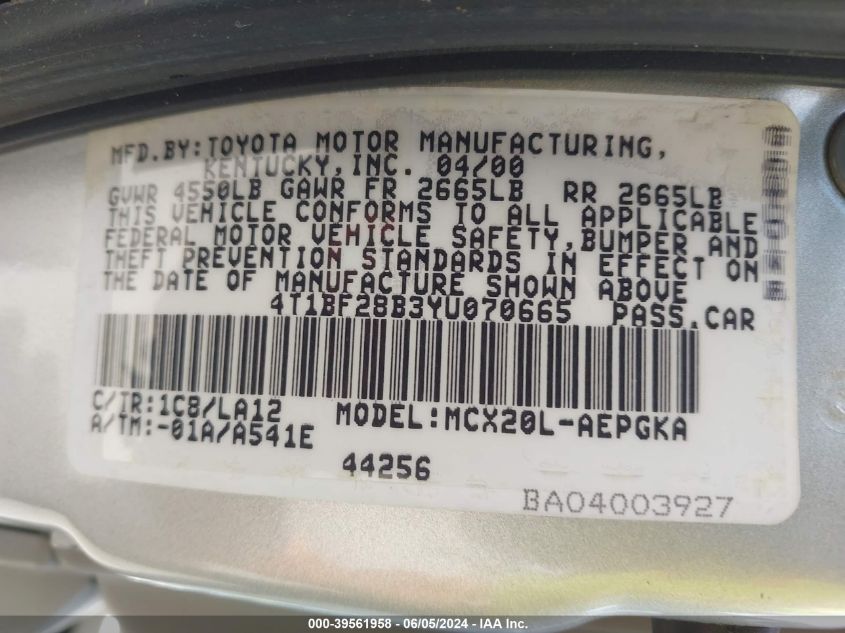 MFD.BY:TOYOTA MOTOR MANUFACTURING,
KENTUCKY,INC. 04/00
GVWR 4550LB GAWR FR 2665LB RR 2665LB
THIS VEHICLE CONFORMS TO ALL APPLICABLE
FEDERAL MOTOR VEHICLE SAFETY,BUMPER AND
THEFT PREVENTION STANDARDS IN EFFECT ON
THE DATE OF MANUFACTURE SHOWN ABOVE
4T1BF28B3YU070665 PASS.CAR
C/TR:1C8/LA12 MODEL:MCX20L-AEPGKA
A/TM:-01A/A541E
44256
BA04003927
000-39561958 - 06/05/2024 - IAA Inc.